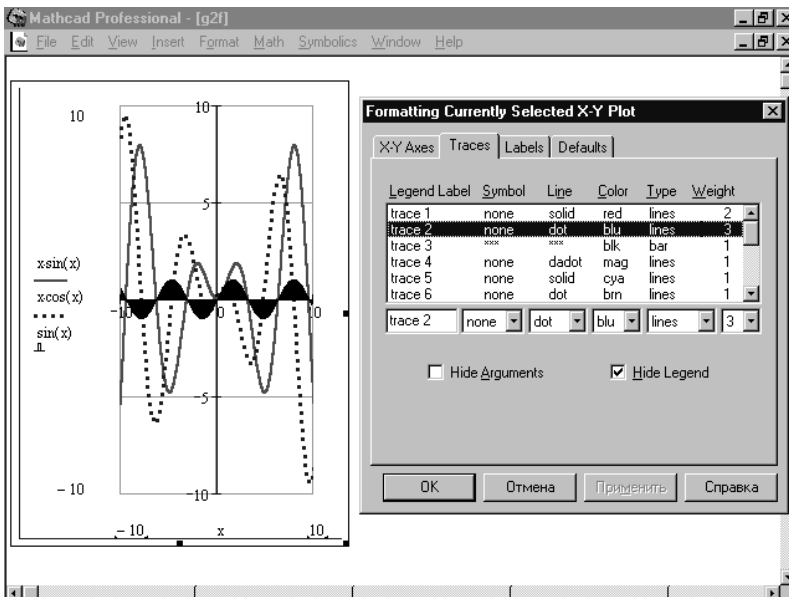 Mathcad Professional - [g2f]
File Edit View Insert Format Math Symbolics Window Help
10
x·sin(x)
x·cos(x)
sin(x)
- 10
10
5
-10 0 10
-5
-10
- 10 x 10
Formatting Currently Selected X-Y Plot
X-Y Axes Traces Labels Defaults
Legend Label Symbol Line Color Type Weight
trace 1 none solid red lines 2
trace 2 none dot blu lines 3
trace 3 *** *** blk bar 1
trace 4 none dadot mag lines 1
trace 5 none solid cya lines 1
trace 6 none dot brn lines 1
trace 2 none dot blu lines 3
Hide Arguments Hide Legend
OK Отмена Применить Справка